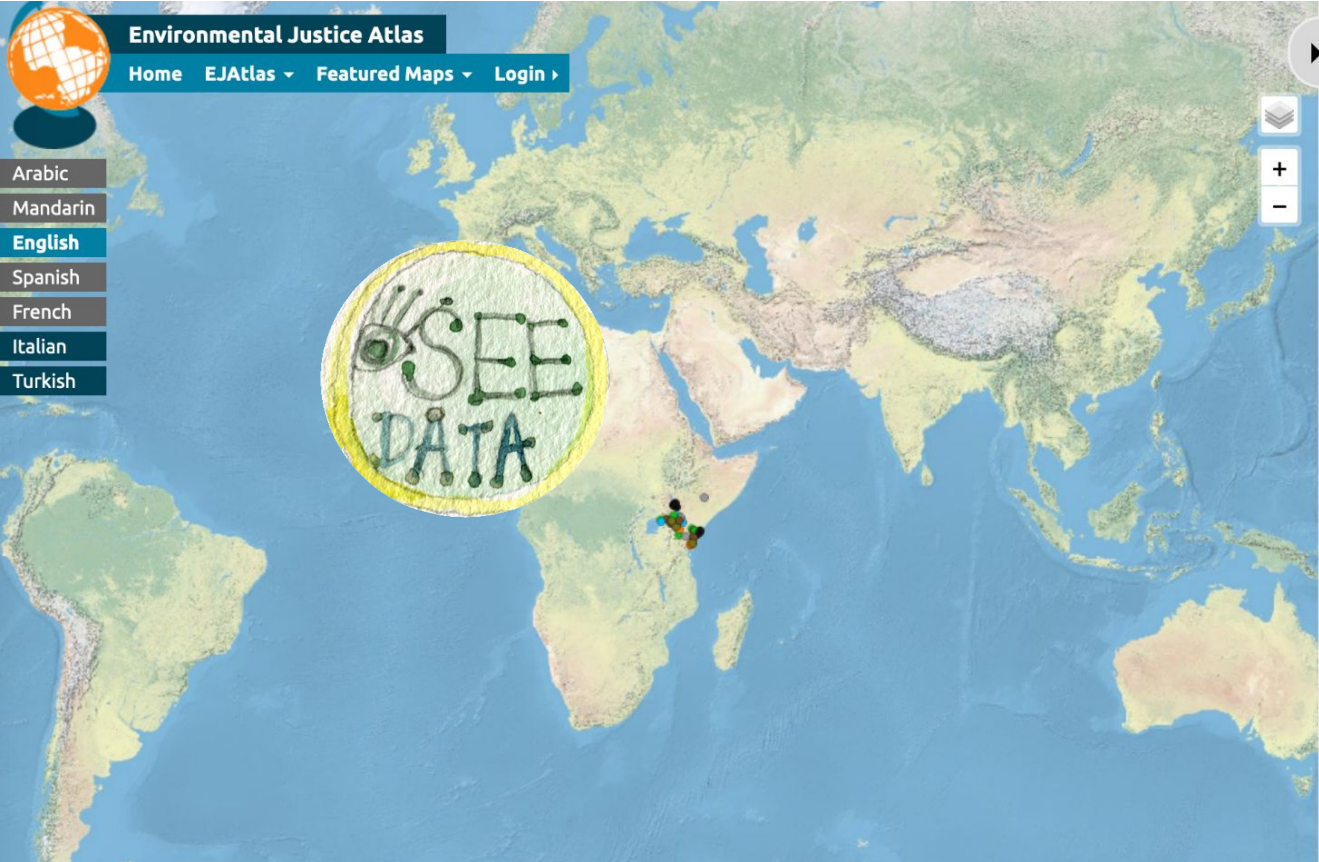 Environmental Justice Atlas
Home EJAtlas Featured Maps Login
Arabic
Mandarin
English
Spanish
French
Italian
Turkish
SEE
DATA
+
−